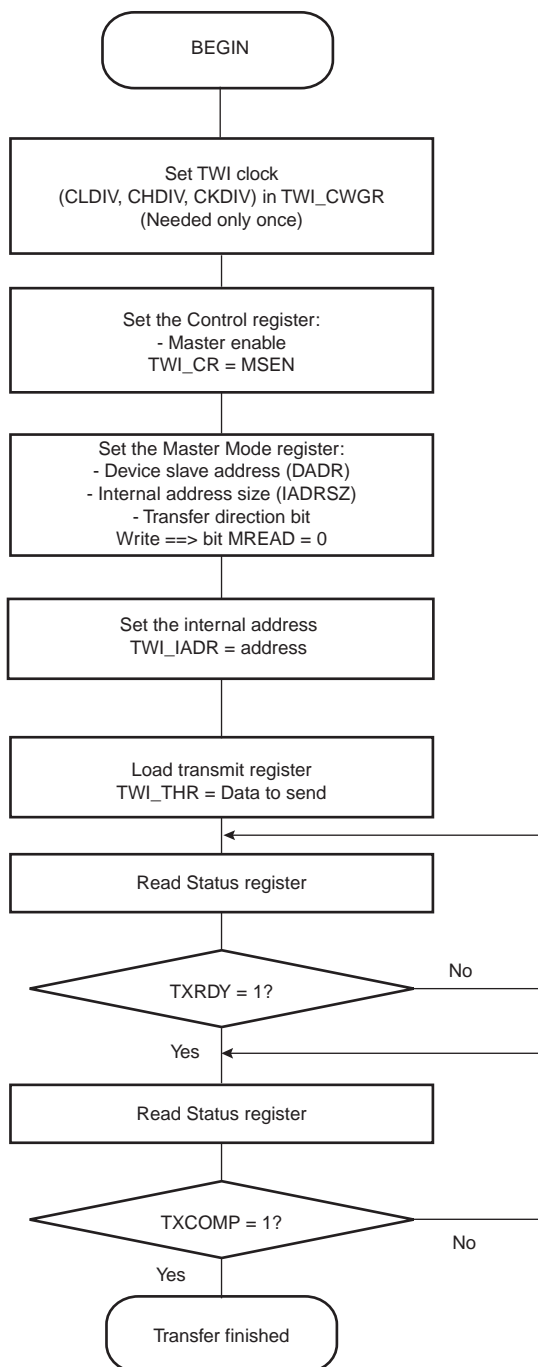 BEGIN
Set TWI clock
(CLDIV, CHDIV, CKDIV) in TWI_CWGR
(Needed only once)
Set the Control register:
- Master enable
TWI_CR = MSEN
Set the Master Mode register:
- Device slave address (DADR)
- Internal address size (IADRSZ)
- Transfer direction bit
Write ==> bit MREAD = 0
Set the internal address
TWI_IADR = address
Load transmit register
TWI_THR = Data to send
Read Status register
No
TXRDY = 1?
Yes
Read Status register
TXCOMP = 1?
No
Yes
Transfer finished